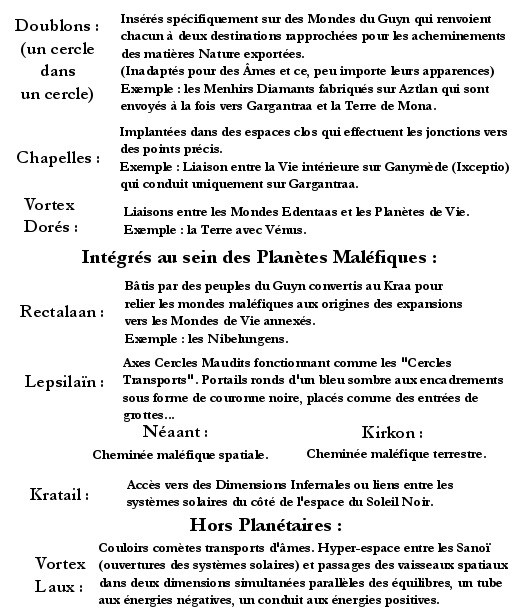 Doublons :
(un cercle
dans
un cercle)
Insérés spécifiquement sur des Mondes du Guyn qui renvoient
chacun à deux destinations rapprochées pour les acheminements
des matières Nature exportées.
(Inadaptés pour des Âmes et ce, peu importe leurs apparences)
Exemple : les Menhirs Diamants fabriqués sur Aztlan qui sont
envoyés à la fois vers Gargantraa et la Terre de Mona.
Chapelles :
Implantées dans des espaces clos qui effectuent les jonctions vers
des points précis.
Exemple : Liaison entre la Vie intérieure sur Ganymède (Ixceptio)
qui conduit uniquement sur Gargantraa.
Vortex
Dorés :
Liaisons entre les Mondes Edentaas et les Planètes de Vie.
Exemple : la Terre avec Vénus.
Intégrés au sein des Planètes Maléfiques :
Rectalaan :
Bâtis par des peuples du Guyn convertis au Kraa pour
relier les mondes maléfiques aux origines des expansions
vers les Mondes de Vie annexés.
Exemple : les Nibelungens.
Lepsilaïn :
Axes Cercles Maudits fonctionnant comme les "Cercles
Transports". Portails ronds d'un bleu sombre aux encadrements
sous forme de couronne noire, placés comme des entrées de
grottes...
Néaant :
Cheminée maléfique spatiale.
Kirkon :
Cheminée maléfique terrestre.
Kratail :
Accès vers des Dimensions Infernales ou liens entre les
systèmes solaires du côté de l'espace du Soleil Noir.
Hors Planétaires :
Vortex
Laux :
Couloirs comètes transports d'âmes. Hyper-espace entre les Sanoï
(ouvertures des systèmes solaires) et passages des vaisseaux spatiaux
dans deux dimensions simultanées parallèles des équilibres, un tube
aux énergies négatives, un conduit aux énergies positives.